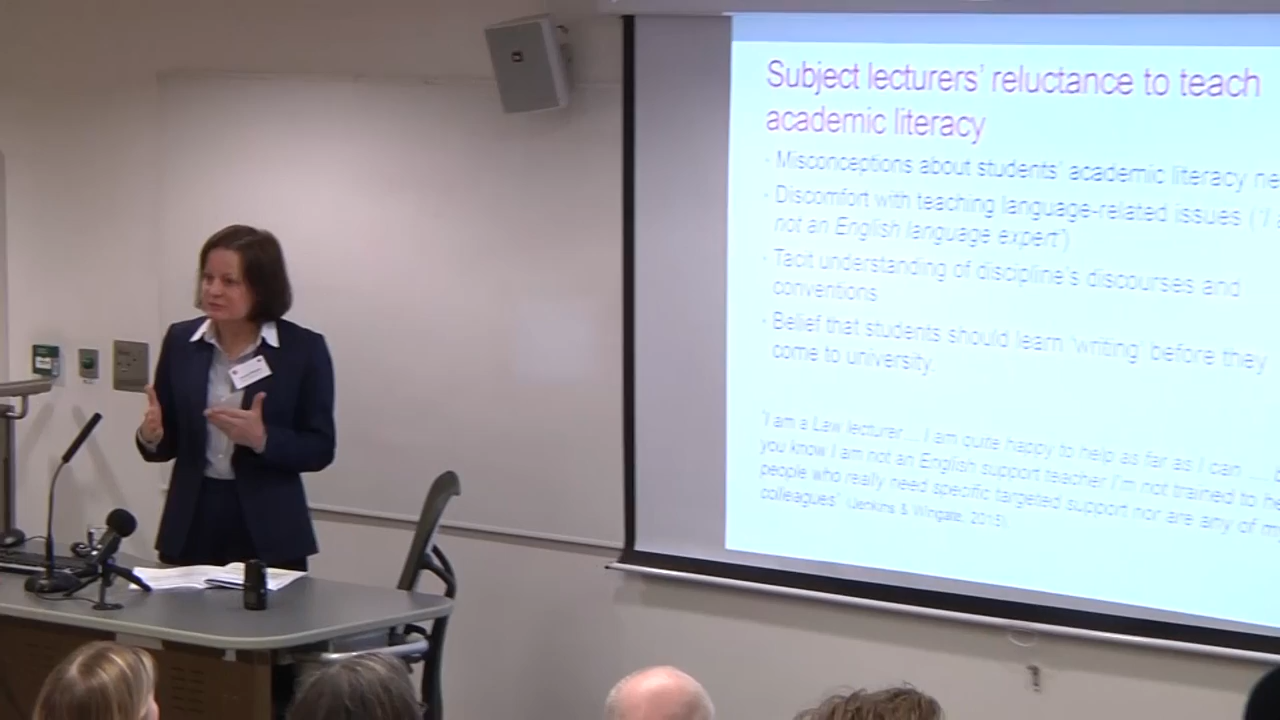 Subject lecturers' reluctance to teach
academic literacy
· Misconceptions about students' academic literacy ne
· Discomfort with teaching language-related issues ('I
not an English language expert')
· Tacit understanding of discipline's discourses and
conventions
· Belief that students should learn 'writing' before they
come to university.
'I am a Law lecturer... I am quite happy to help as far as I can ...
you know I am not an English support teacher I'm not trained to he
people who really need specific targeted support nor are any of m
colleagues' (Jenkins & Wingate, 2015)